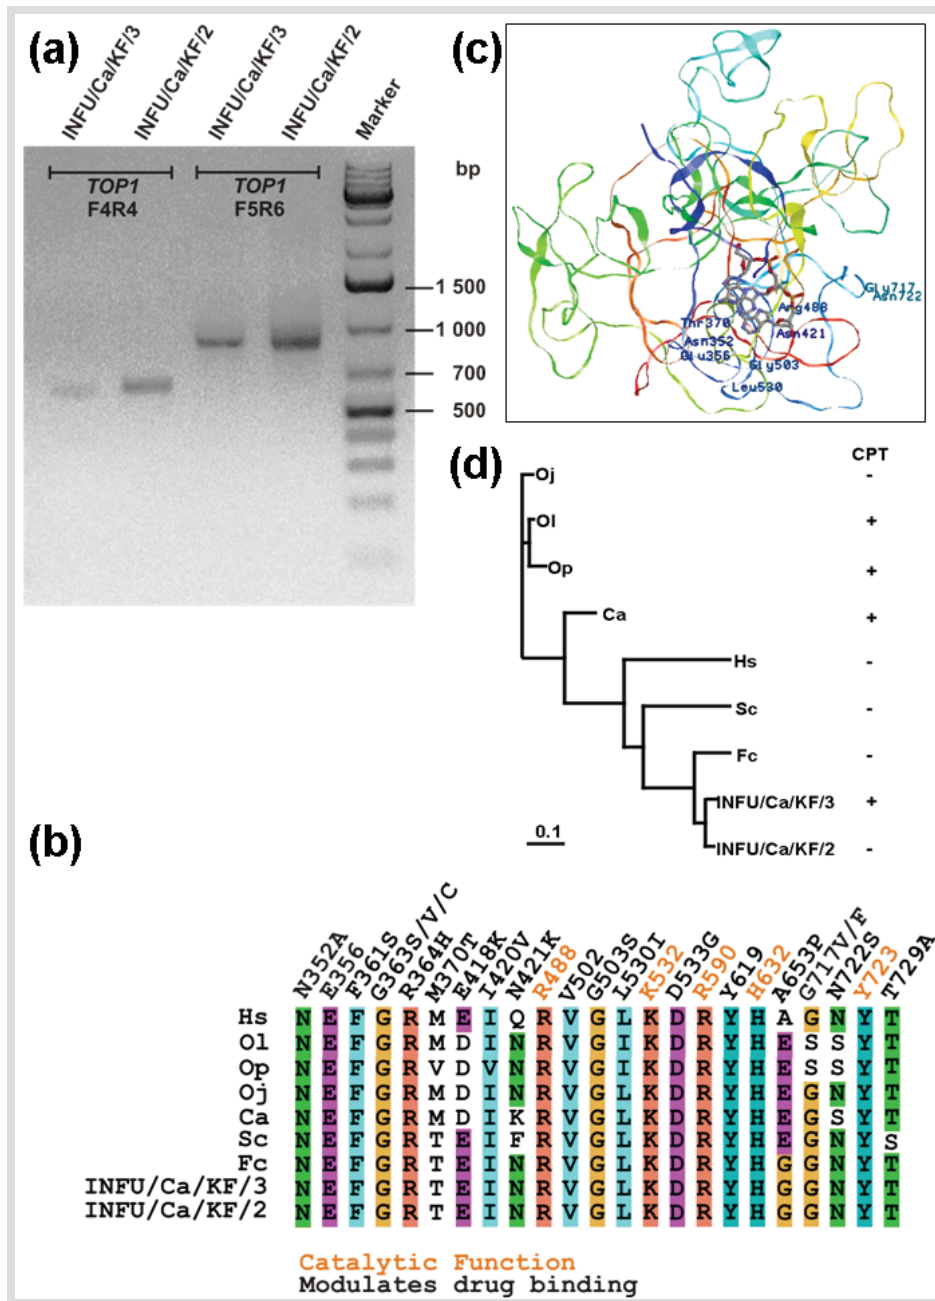 (a)
INFU/Ca/KF/3
INFU/Ca/KF/2
INFU/Ca/KF/3
INFU/Ca/KF/2
Marker
bp
TOP1
F4R4
TOP1
F5R6
1 500
1 000
700
500
(c)
Gly717
Asn722
Arg488
Thr370
Asn421
Asn352
Glu356
Gly503
Leu530
(d)
CPT
Oj -
Ol +
Op +
Ca +
Hs -
Sc -
Fc -
INFU/Ca/KF/3 +
INFU/Ca/KF/2 -
0.1
(b)
N352A E356 F361S G363S/V/C R364H M370T E418K I420V N421K R488 V502 G503S L530I K532 D533G R590 Y619 H632 A653P G717V/F N722S Y723 T729A
Hs N E F G R M E I Q R V G L K D R Y H A G N Y T
Ol N E F G R M D I N R V G I K D R Y H E S S Y T
Op N E F G R V D V N R V G I K D R Y H E S S Y T
Oj N E F G R M D I N R V G I K D R Y H E G N Y T
Ca N E F G R M D I K R V G L K D R Y H E G S Y T
Sc N E F G R T E I F R V G L K D R Y H E G N Y S
Fc N E F G R T E I N R V G L K D R Y H G G N Y T
INFU/Ca/KF/3 N E F G R T E I N R V G L K D R Y H G G N Y T
INFU/Ca/KF/2 N E F G R T E I N R V G L K D R Y H G G N Y T
Catalytic Function
Modulates drug binding